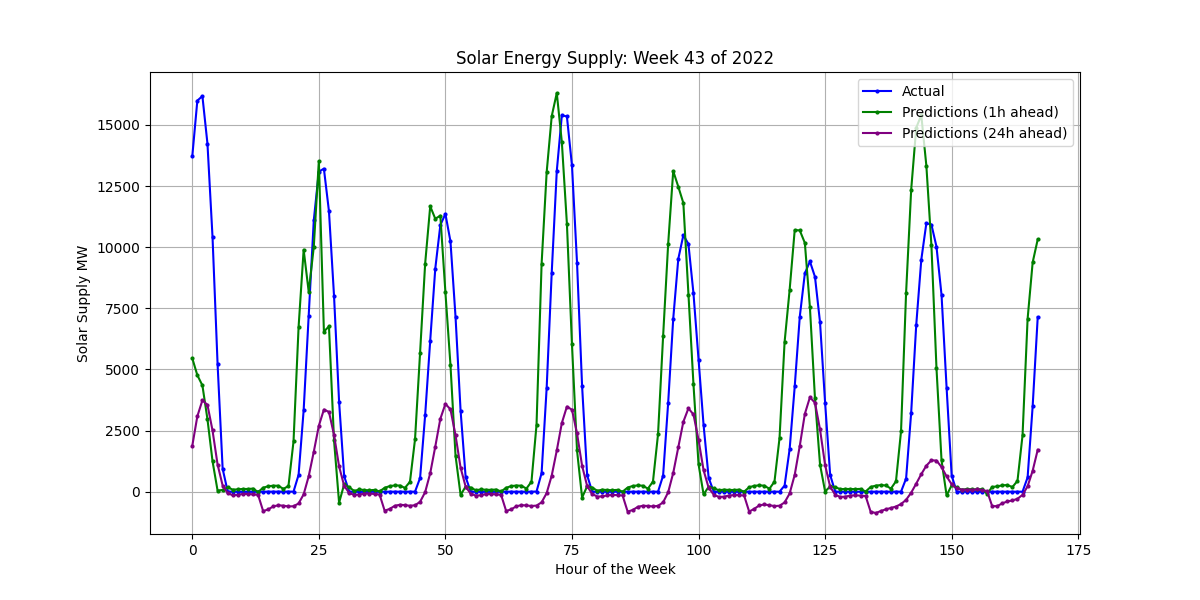 Solar Energy Supply: Week 43 of 2022
Actual
Predictions (1h ahead)
Predictions (24h ahead)
Solar Supply MW
15000
12500
10000
7500
5000
2500
0
0 25 50 75 100 125 150 175
Hour of the Week